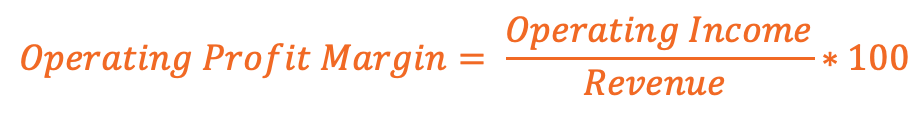 Operating Profit Margin = Operating Income / Revenue * 100